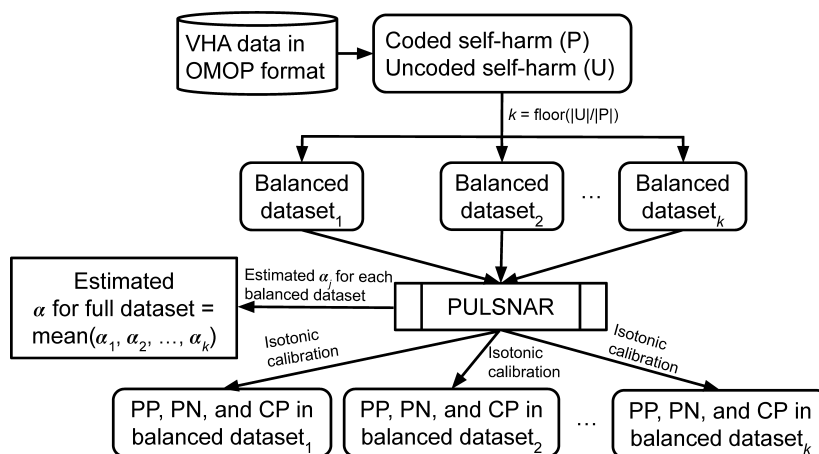 VHA data in
OMOP format
Coded self-harm (P)
Uncoded self-harm (U)
k = floor(|U|/|P|)
Balanced
dataset1
Balanced
dataset2
...
Balanced
datasetk
Estimated
α for full dataset =
mean(α1, α2, ..., αk)
Estimated αj for each
balanced dataset
PULSNAR
Isotonic
calibration
Isotonic
calibration
Isotonic
calibration
PP, PN, and CP in
balanced dataset1
PP, PN, and CP in
balanced dataset2
...
PP, PN, and CP in
balanced datasetk